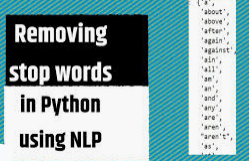 Removing
stop words
in Python
using NLP
{'a',
'about',
'above',
'after',
'again',
'against',
'ain',
'all',
'am',
'an',
'and',
'any',
'are',
'aren',
"aren't",
'as',